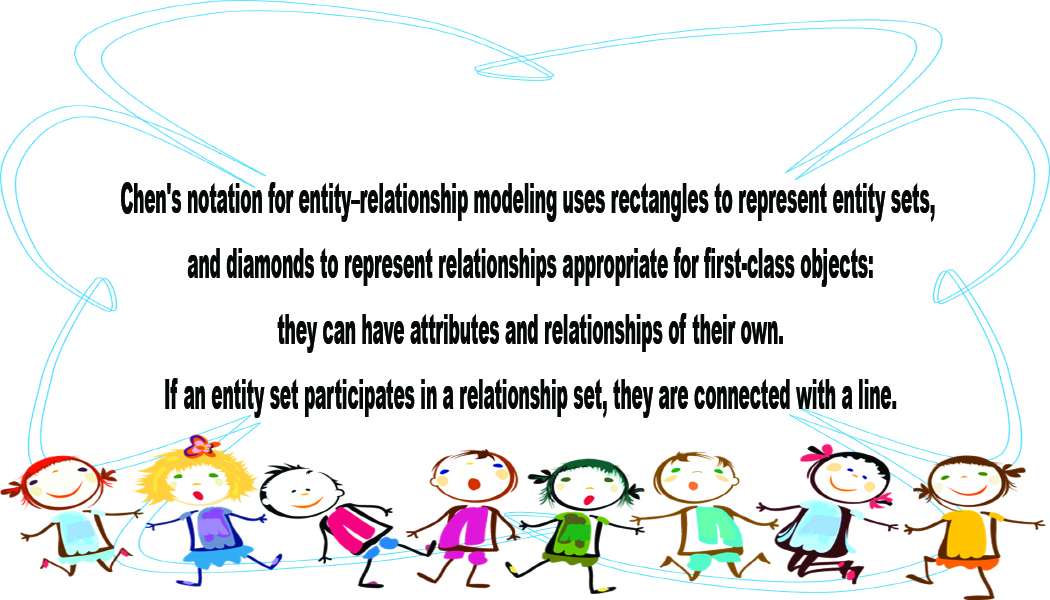 Chen's notation for entity–relationship modeling uses rectangles to represent entity sets,
and diamonds to represent relationships appropriate for first-class objects:
they can have attributes and relationships of their own.
If an entity set participates in a relationship set, they are connected with a line.